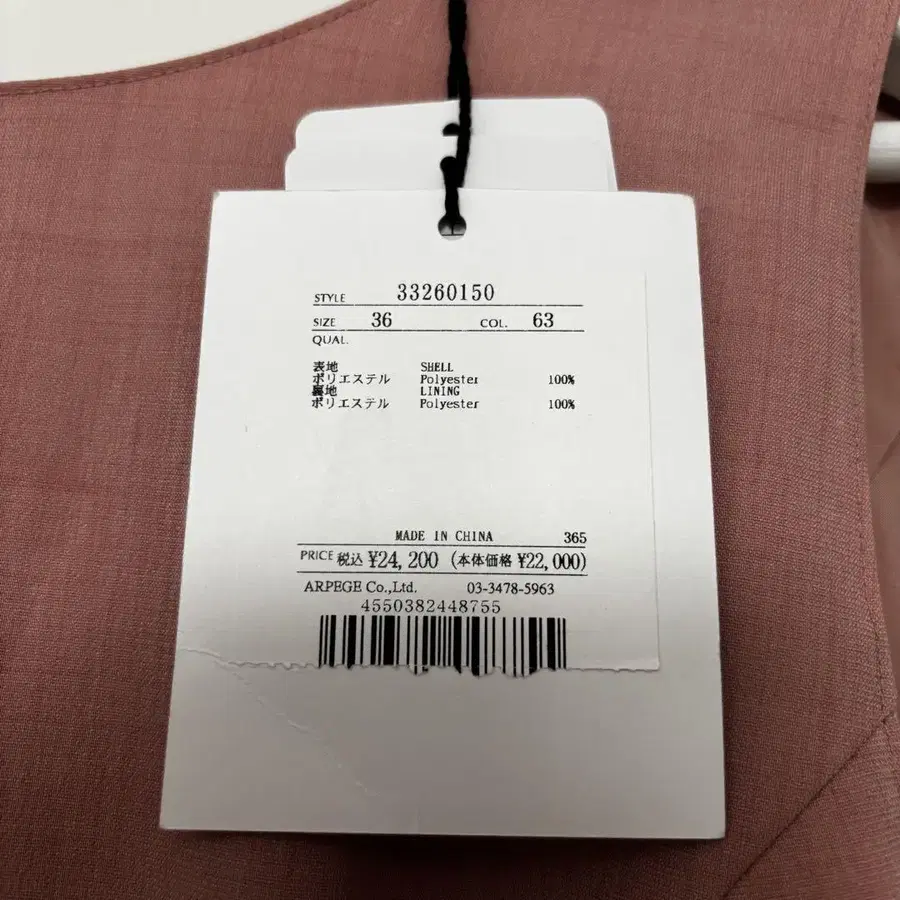 STYLE 33260150
SIZE 36 COL. 63
QUAL.
表地 SHELL
ポリエステル Polyester 100%
裏地 LINING
ポリエステル Polyester 100%
MADE IN CHINA 365
PRICE 税込 ¥24,200 (本体価格 ¥22,000)
ARPEGE Co.,Ltd. 03-3478-5963
4550382448755